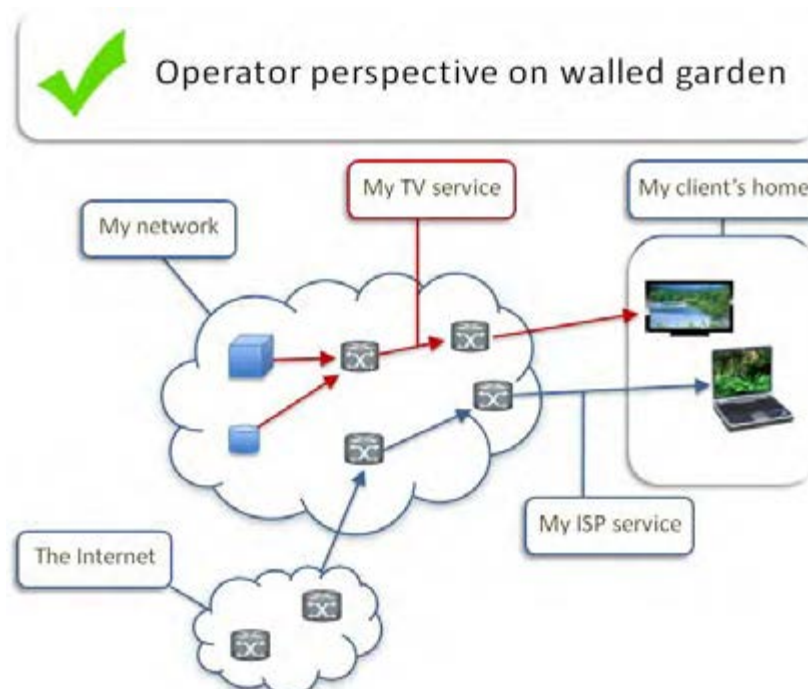 Operator perspective on walled garden
My TV service
My client's home
My network
The Internet
My ISP service